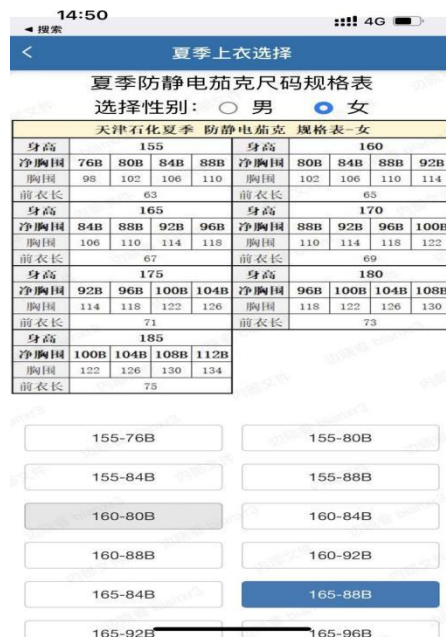 14:50
4G
◄ 搜索
夏季上衣选择
夏季防静电茄克尺码规格表
选择性别： 男 女
天津石化夏季 防静电茄克 规格表-女
身高 155 身高 160
净胸围 76B 80B 84B 88B 净胸围 80B 84B 88B 92B
胸围 98 102 106 110 胸围 102 106 110 114
前衣长 63 前衣长 65
身高 165 身高 170
净胸围 84B 88B 92B 96B 净胸围 88B 92B 96B 100B
胸围 106 110 114 118 胸围 110 114 118 122
前衣长 67 前衣长 69
身高 175 身高 180
净胸围 92B 96B 100B 104B 净胸围 96B 100B 104B 108B
胸围 114 118 122 126 胸围 118 122 126 130
前衣长 71 前衣长 73
身高 185
净胸围 100B 104B 108B 112B
胸围 122 126 130 134
前衣长 75
155-76B 155-80B
155-84B 155-88B
160-80B 160-84B
160-88B 160-92B
165-84B 165-88B
165-92B 165-96B